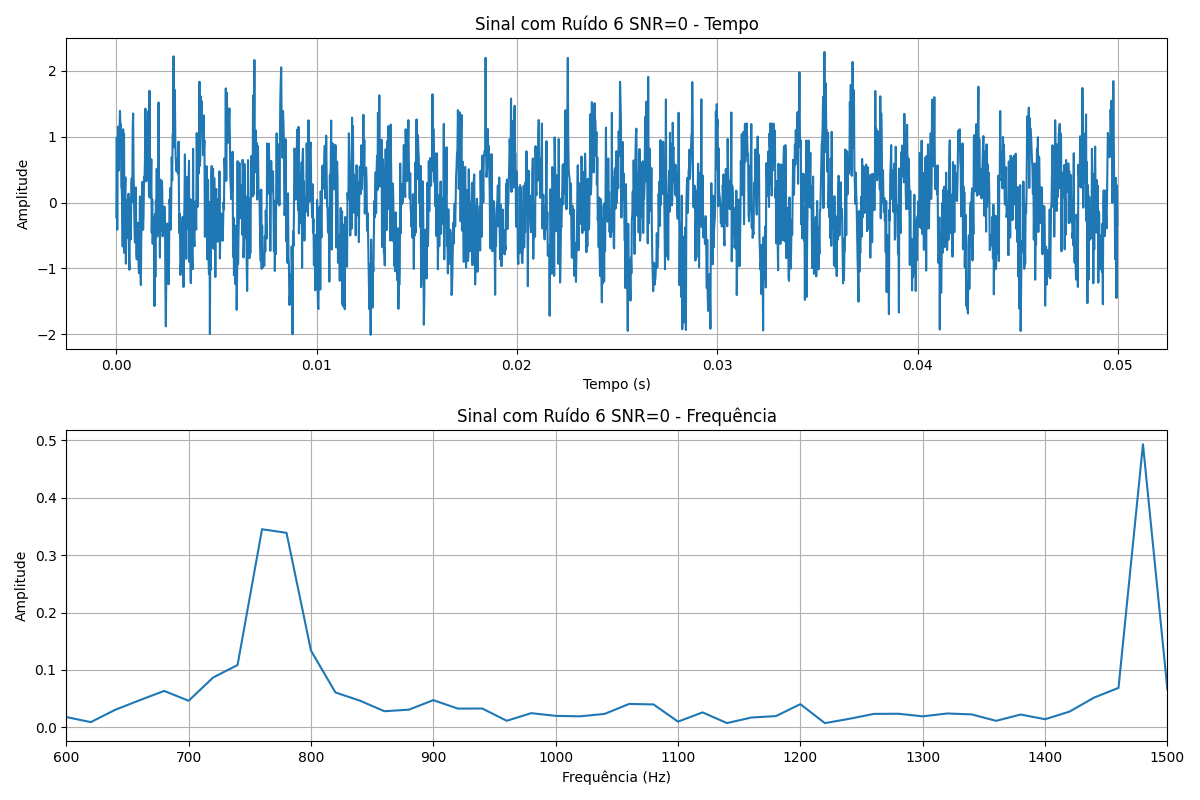 Sinal com Ruído 6 SNR=0 - Tempo
Amplitude
2
1
0
−1
−2
0.00 0.01 0.02 0.03 0.04 0.05
Tempo (s)
Sinal com Ruído 6 SNR=0 - Frequência
Amplitude
0.5
0.4
0.3
0.2
0.1
0.0
600 700 800 900 1000 1100 1200 1300 1400 1500
Frequência (Hz)